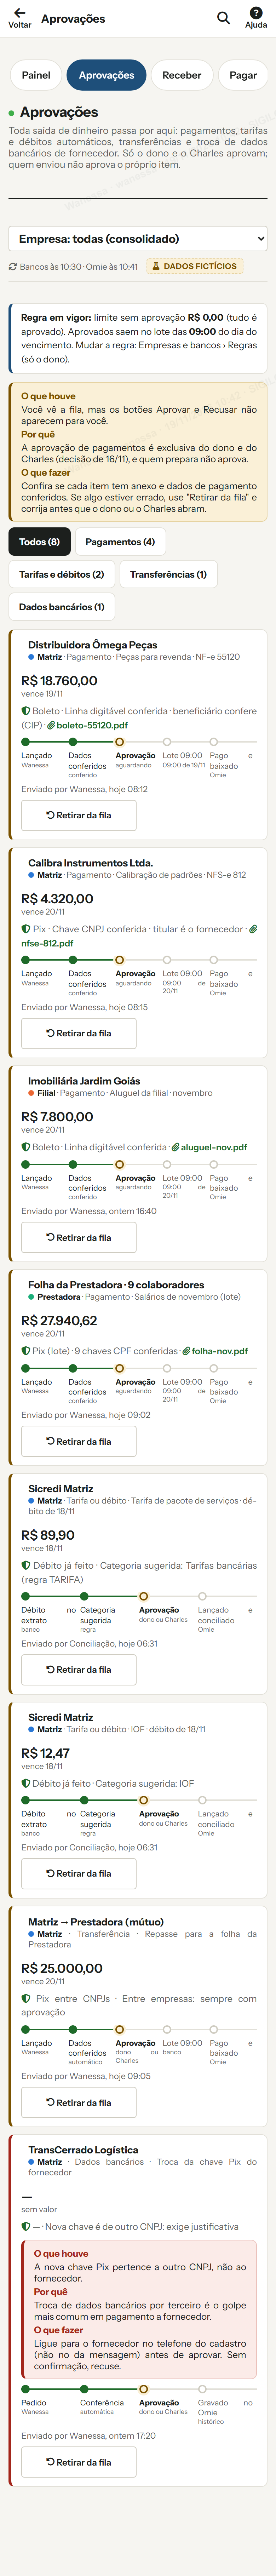 Voltar
Aprovações
Ajuda
Painel
Aprovações
Receber
Pagar
Aprovações
Toda saída de dinheiro passa por aqui: pagamentos, tarifas
e débitos automáticos, transferências e troca de dados
bancários de fornecedor. Só o dono e o Charles aprovam;
quem enviou não aprova o próprio item.
Empresa: todas (consolidado)
Bancos às 10:30 · Omie às 10:41
DADOS FICTÍCIOS
Regra em vigor: limite sem aprovação R$ 0,00 (tudo é
aprovado). Aprovados saem no lote das 09:00 do dia do
vencimento. Mudar a regra: Empresas e bancos › Regras
(só o dono).
O que houve
Você vê a fila, mas os botões Aprovar e Recusar não
aparecem para você.
Por quê
A aprovação de pagamentos é exclusiva do dono e do
Charles (decisão de 16/11), e quem prepara não aprova.
O que fazer
Confira se cada item tem anexo e dados de pagamento
conferidos. Se algo estiver errado, use "Retirar da fila" e
corrija antes que o dono ou o Charles abram.
Todos (8)
Pagamentos (4)
Tarifas e débitos (2)
Transferências (1)
Dados bancários (1)
Distribuidora Ômega Peças
Matriz · Pagamento · Peças para revenda · NF-e 55120
R$ 18.760,00
vence 19/11
Boleto · Linha digitável conferida · beneficiário confere
(CIP) · boleto-55120.pdf
Lançado
Wanessa
Dados conferidos
conferido
Aprovação
aguardando
Lote 09:00
09:00 de 19/11
Pago e baixado
Omie
Enviado por Wanessa, hoje 08:12
Retirar da fila
Calibra Instrumentos Ltda.
Matriz · Pagamento · Calibração de padrões · NFS-e 812
R$ 4.320,00
vence 20/11
Pix · Chave CNPJ conferida · titular é o fornecedor ·
nfse-812.pdf
Lançado
Wanessa
Dados conferidos
conferido
Aprovação
aguardando
Lote 09:00
09:00 de 20/11
Pago e baixado
Omie
Enviado por Wanessa, hoje 08:15
Retirar da fila
Imobiliária Jardim Goiás
Filial · Pagamento · Aluguel da filial · novembro
R$ 7.800,00
vence 20/11
Boleto · Linha digitável conferida · aluguel-nov.pdf
Lançado
Wanessa
Dados conferidos
conferido
Aprovação
aguardando
Lote 09:00
09:00 de 20/11
Pago e baixado
Omie
Enviado por Wanessa, ontem 16:40
Retirar da fila
Folha da Prestadora · 9 colaboradores
Prestadora · Pagamento · Salários de novembro (lote)
R$ 27.940,62
vence 20/11
Pix (lote) · 9 chaves CPF conferidas · folha-nov.pdf
Lançado
Wanessa
Dados conferidos
conferido
Aprovação
aguardando
Lote 09:00
09:00 de 20/11
Pago e baixado
Omie
Enviado por Wanessa, hoje 09:02
Retirar da fila
Sicredi Matriz
Matriz · Tarifa ou débito · Tarifa de pacote de serviços · dé-
bito de 18/11
R$ 89,90
vence 18/11
Débito já feito · Categoria sugerida: Tarifas bancárias
(regra TARIFA)
Débito no extrato
banco
Categoria sugerida
regra
Aprovação
dono ou Charles
Lançado e conciliado
Omie
Enviado por Conciliação, hoje 06:31
Retirar da fila
Sicredi Matriz
Matriz · Tarifa ou débito · IOF · débito de 18/11
R$ 12,47
vence 18/11
Débito já feito · Categoria sugerida: IOF
Débito no extrato
banco
Categoria sugerida
regra
Aprovação
dono ou Charles
Lançado e conciliado
Omie
Enviado por Conciliação, hoje 06:31
Retirar da fila
Matriz → Prestadora (mútuo)
Matriz · Transferência · Repasse para a folha da
Prestadora
R$ 25.000,00
vence 20/11
Pix entre CNPJs · Entre empresas: sempre com
aprovação
Lançado
Wanessa
Dados conferidos
automático
Aprovação
dono ou Charles
Lote 09:00
banco
Pago e baixado
Omie
Enviado por Wanessa, hoje 09:05
Retirar da fila
TransCerrado Logística
Matriz · Dados bancários · Troca da chave Pix do
fornecedor
—
sem valor
— · Nova chave é de outro CNPJ: exige justificativa
O que houve
A nova chave Pix pertence a outro CNPJ, não ao
fornecedor.
Por quê
Troca de dados bancários por terceiro é o golpe
mais comum em pagamento a fornecedor.
O que fazer
Ligue para o fornecedor no telefone do cadastro
(não no da mensagem) antes de aprovar. Sem
confirmação, recuse.
Pedido
Wanessa
Conferência
automática
Aprovação
dono ou Charles
Gravado no Omie
histórico
Enviado por Wanessa, ontem 17:20
Retirar da fila